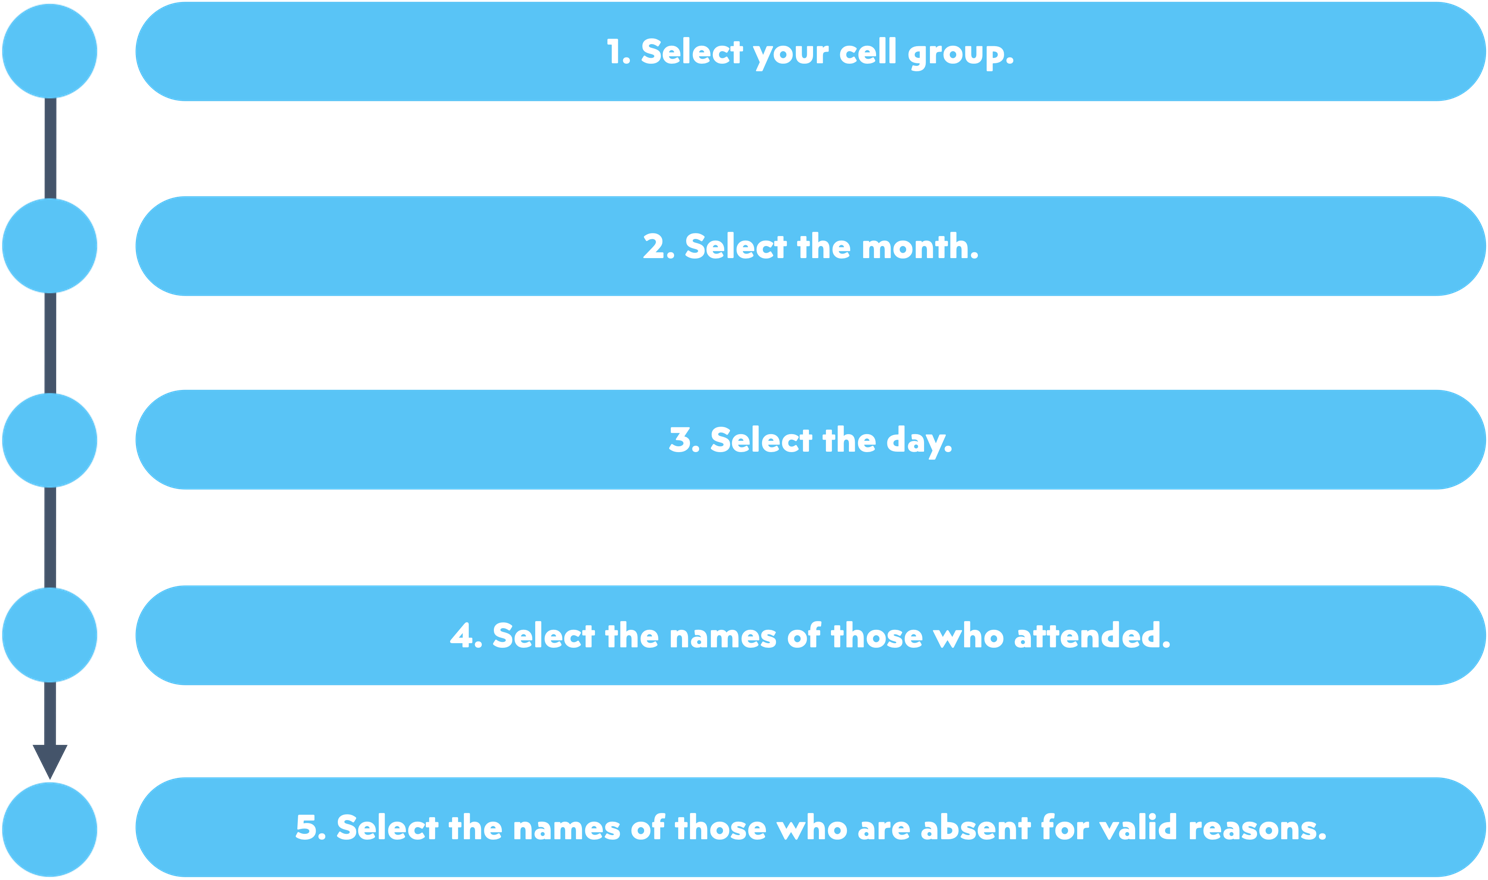 1. Select your cell group.
2. Select the month.
3. Select the day.
4. Select the names of those who attended.
5. Select the names of those who are absent for valid reasons.